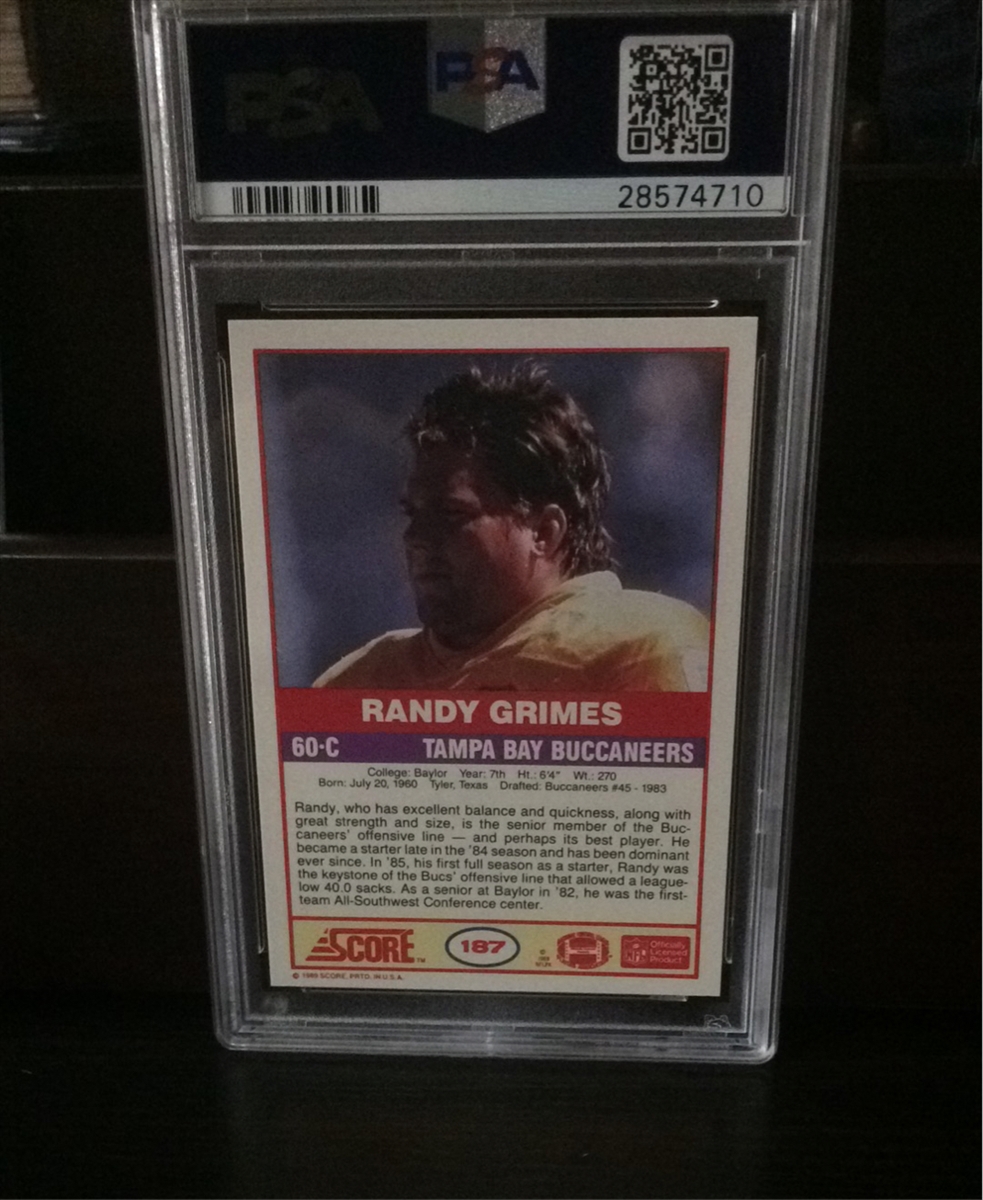 PSA
PSA
28574710
RANDY GRIMES
60-C TAMPA BAY BUCCANEERS
College: Baylor Year: 7th Ht.: 6'4" Wt.: 270
Born: July 20, 1960 Tyler, Texas Drafted: Buccaneers #45 - 1983
Randy, who has excellent balance and quickness, along with
great strength and size, is the senior member of the Buc-
caneers' offensive line — and perhaps its best player. He
became a starter late in the '84 season and has been dominant
ever since. In '85, his first full season as a starter, Randy was
the keystone of the Bucs' offensive line that allowed a league-
low 40.0 sacks. As a senior at Baylor in '82, he was the first-
team All-Southwest Conference center.
SCORE™ 187
NFL Officially
Licensed
Product
© 1989 SCORE, PRTD. IN U.S.A.
PSA